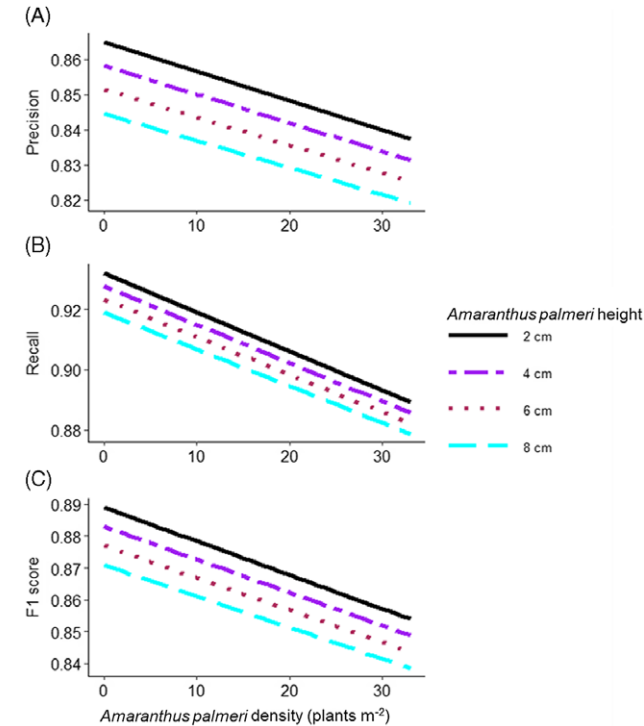 (A)
0.86
0.85
0.84
0.83
0.82
Precision
0 10 20 30
(B)
0.92
0.90
0.88
Recall
0 10 20 30
Amaranthus palmeri height
2 cm
4 cm
6 cm
8 cm
(C)
0.89
0.88
0.87
0.86
0.85
0.84
F1 score
0 10 20 30
Amaranthus palmeri density (plants m⁻²)